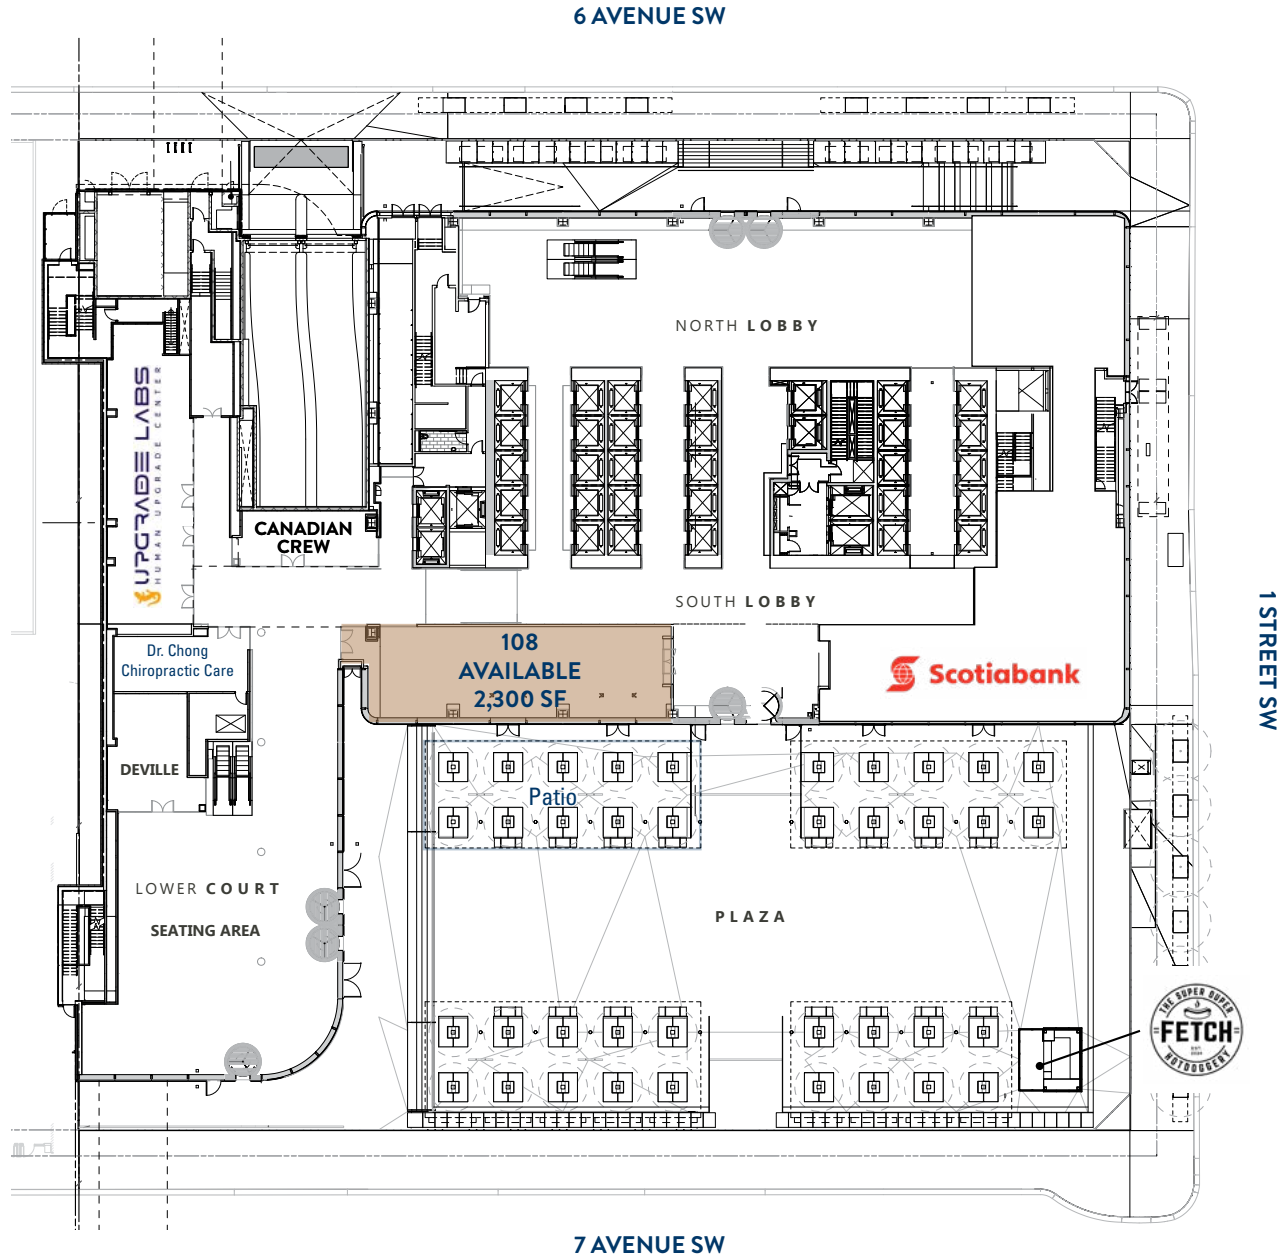 6 AVENUE SW
NORTH LOBBY
UPGRADE LABS
HUMAN UPGRADE CENTER
CANADIAN
CREW
SOUTH LOBBY
1 STREET SW
108
AVAILABLE
2,300 SF
Dr. Chong
Chiropractic Care
Scotiabank
DEVILLE
Patio
LOWER COURT
SEATING AREA
PLAZA
THE SUPER DUPER
FETCH
HOTDOGGERY
7 AVENUE SW